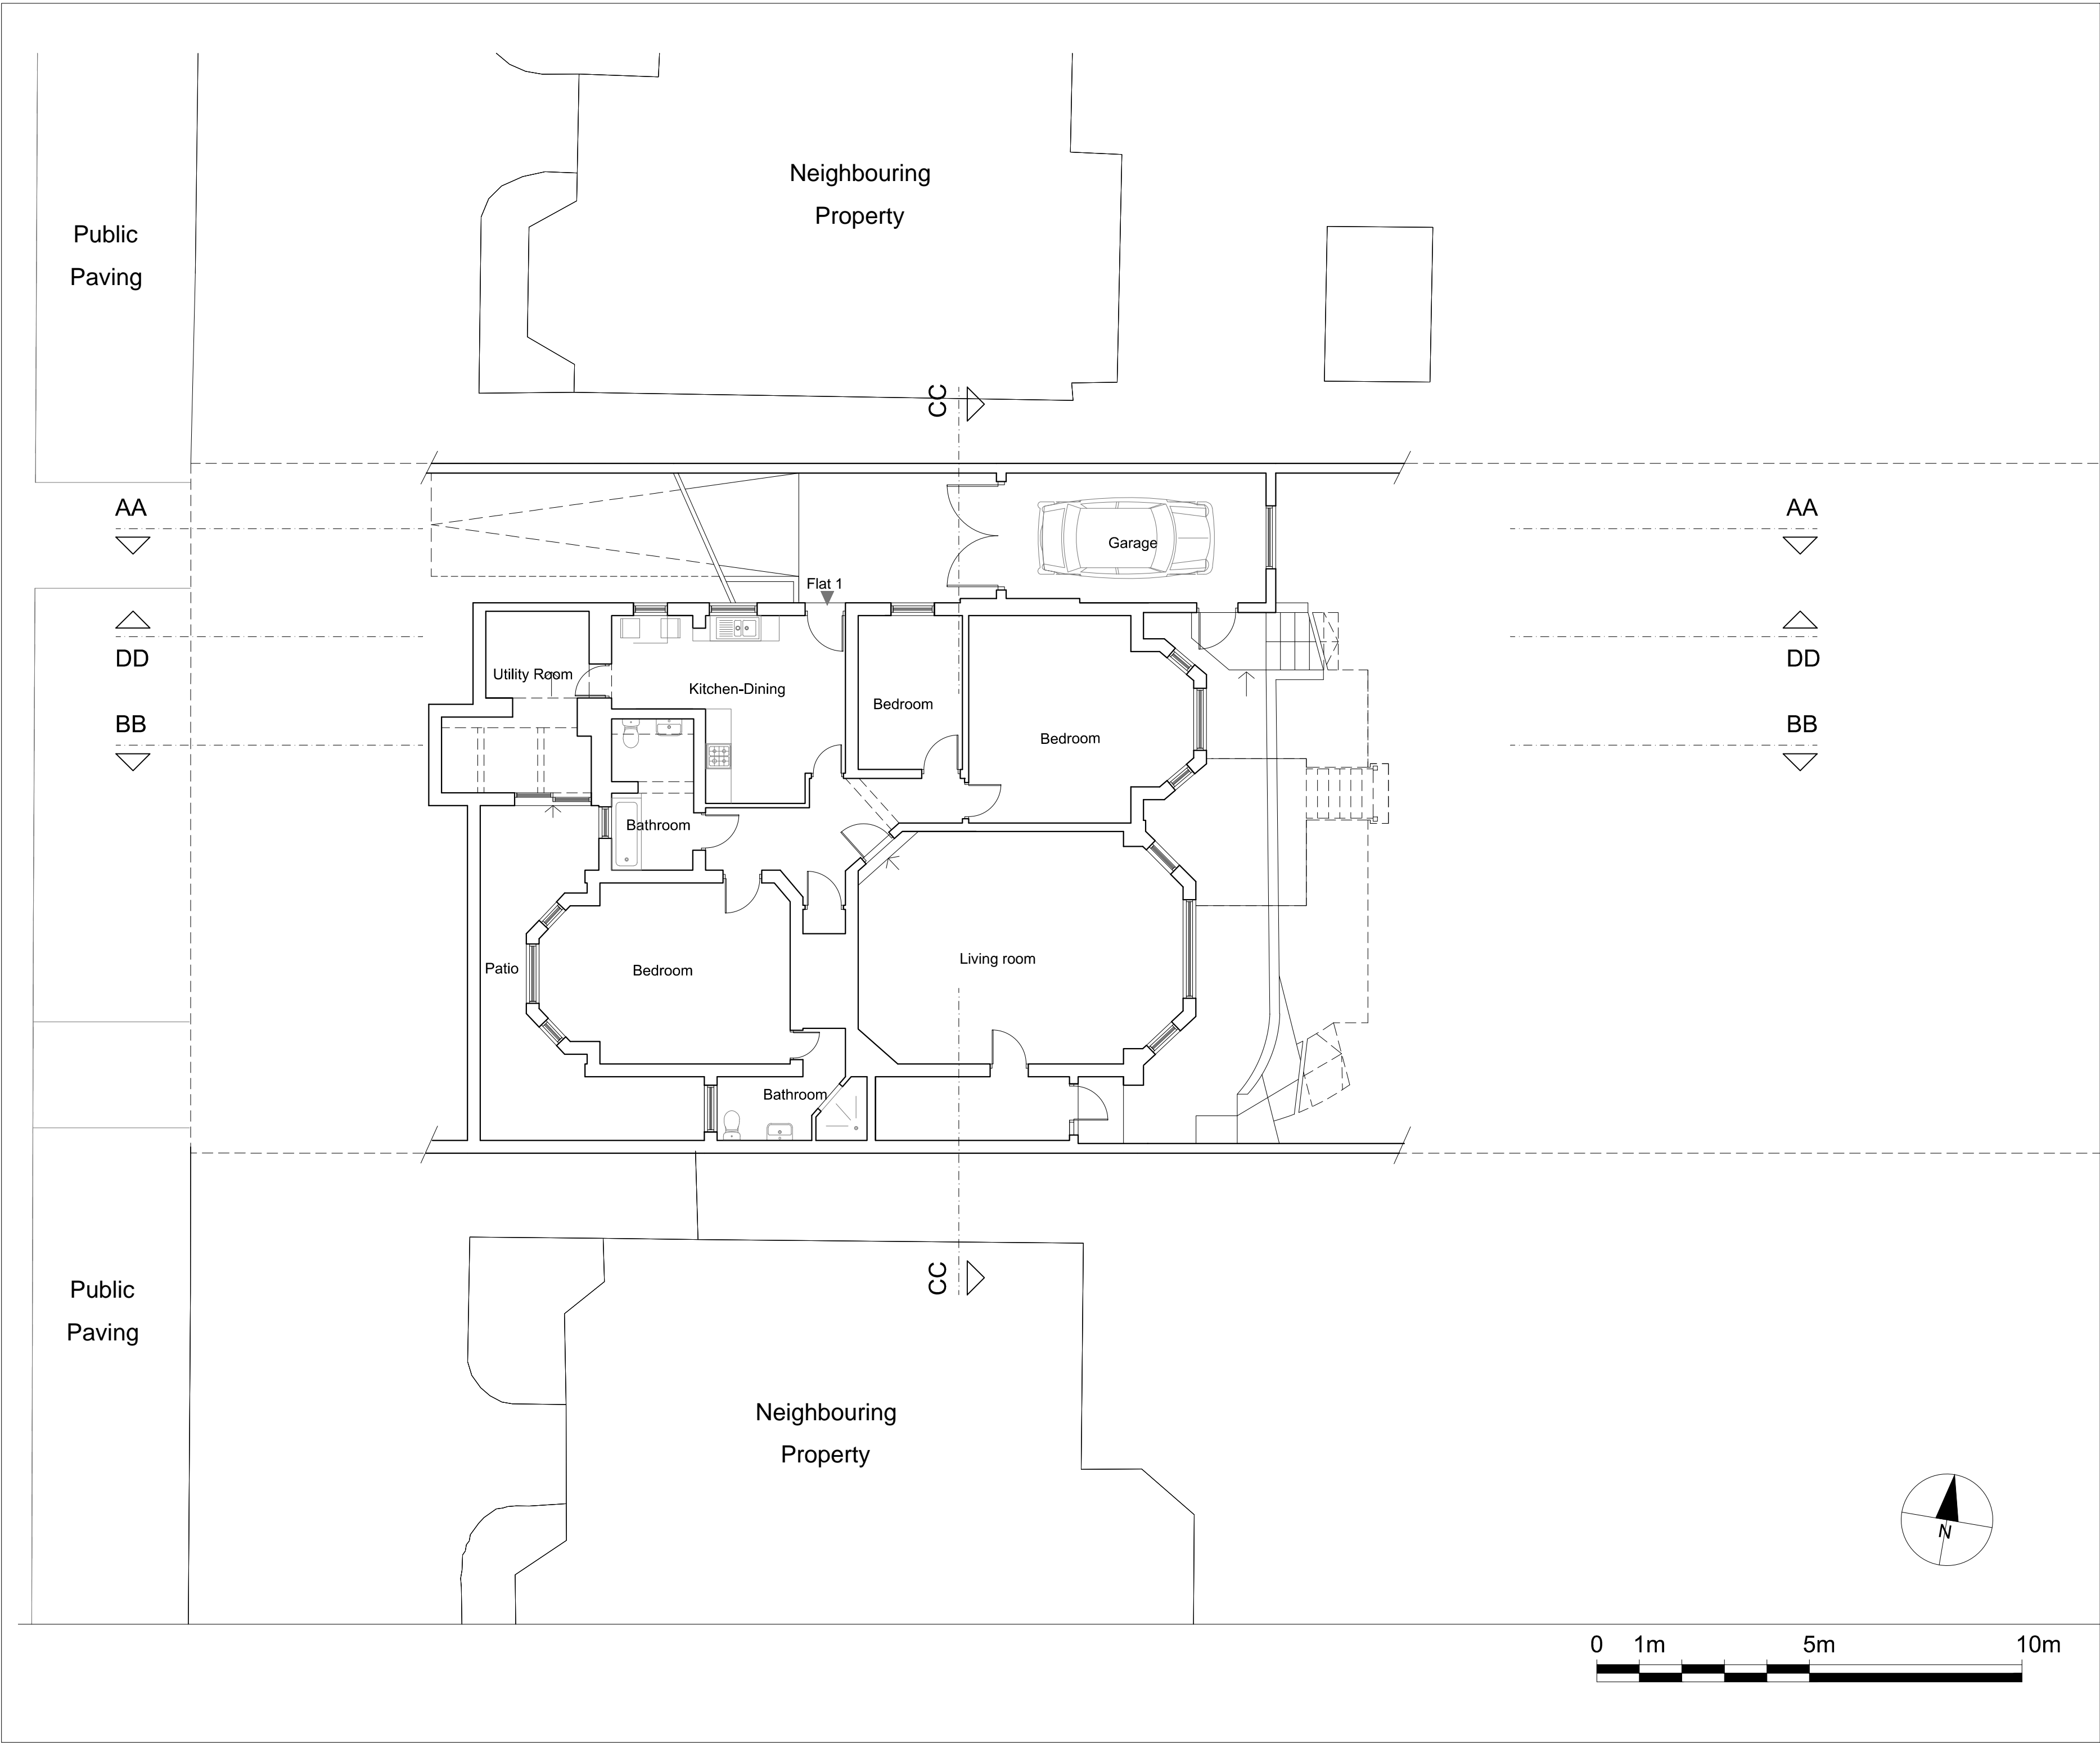 Neighbouring
Property
Public
Paving
CC
AA
AA
Garage
Flat 1
DD
DD
Utility Room
Kitchen-Dining
Bedroom
BB
BB
Bedroom
Bathroom
Living room
Patio
Bedroom
Bathroom
CC
Public
Paving
Neighbouring
Property
N
0 1m 5m 10m